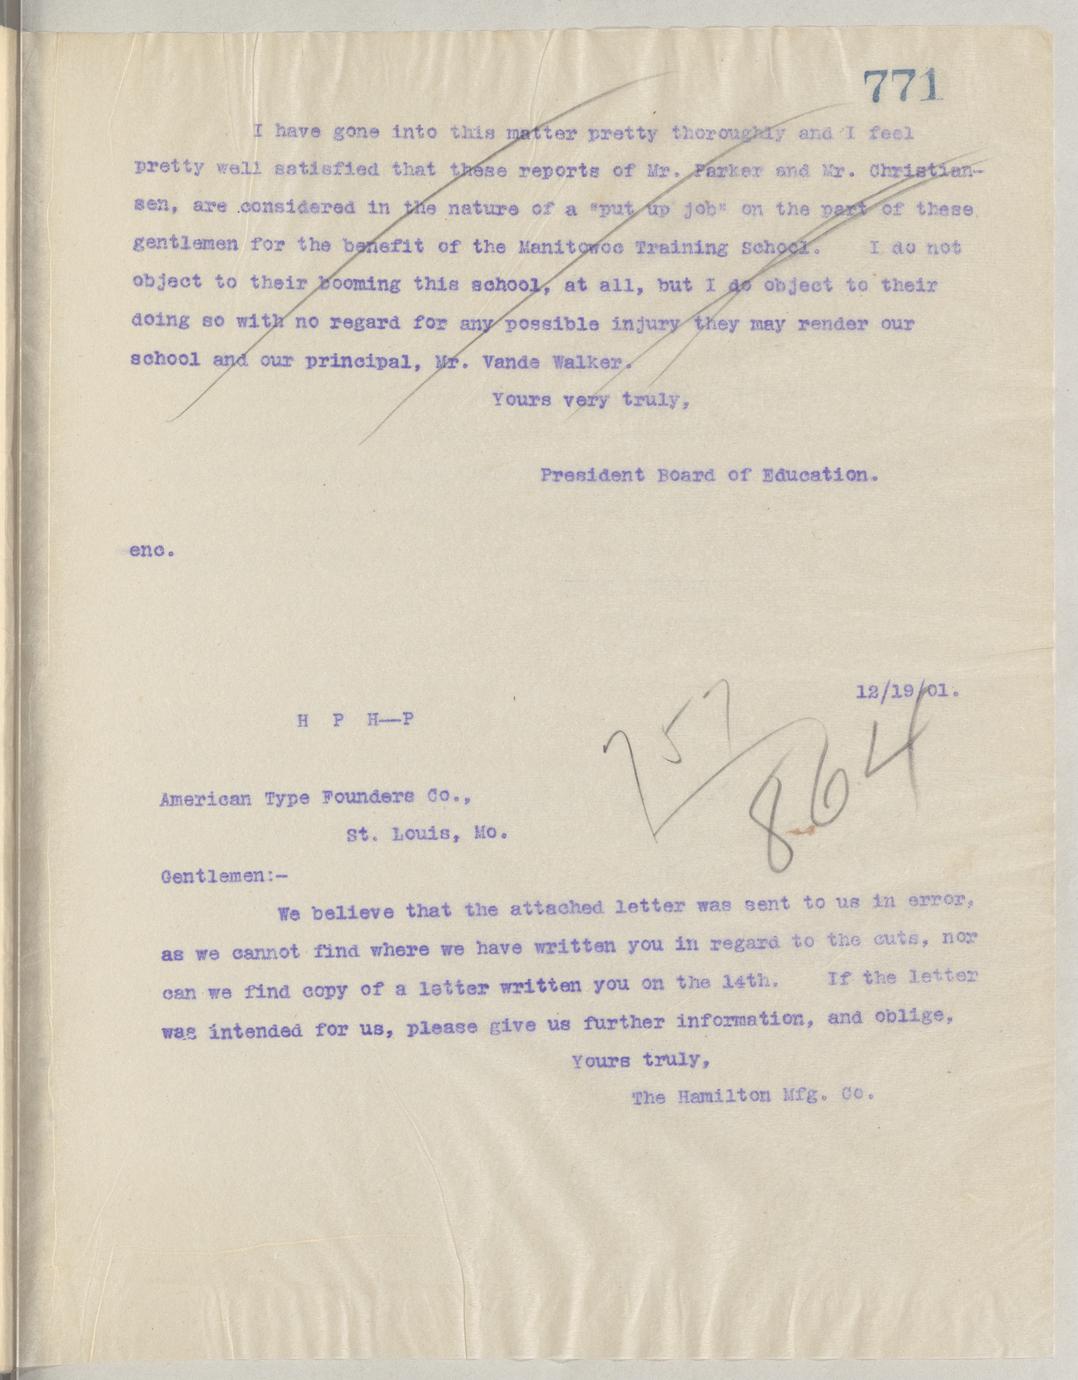 771
I have gone into this matter pretty thoroughly and I feel
pretty well satisfied that these reports of Mr. Parker and Mr. Christian-
sen, are considered in the nature of a "put up job" on the part of these
gentlemen for the benefit of the Manitowoc Training School. I do not
object to their booming this school, at all, but I do object to their
doing so with no regard for any possible injury they may render our
school and our principal, Mr. Vande Walker.
Yours very truly,
President Board of Education.
enc.
12/19/01.
H P H—P
757
864
American Type Founders Co.,
St. Louis, Mo.
Gentlemen:-
We believe that the attached letter was sent to us in error,
as we cannot find where we have written you in regard to the cuts, nor
can we find copy of a letter written you on the 14th. If the letter
was intended for us, please give us further information, and oblige,
Yours truly,
The Hamilton Mfg. Co.